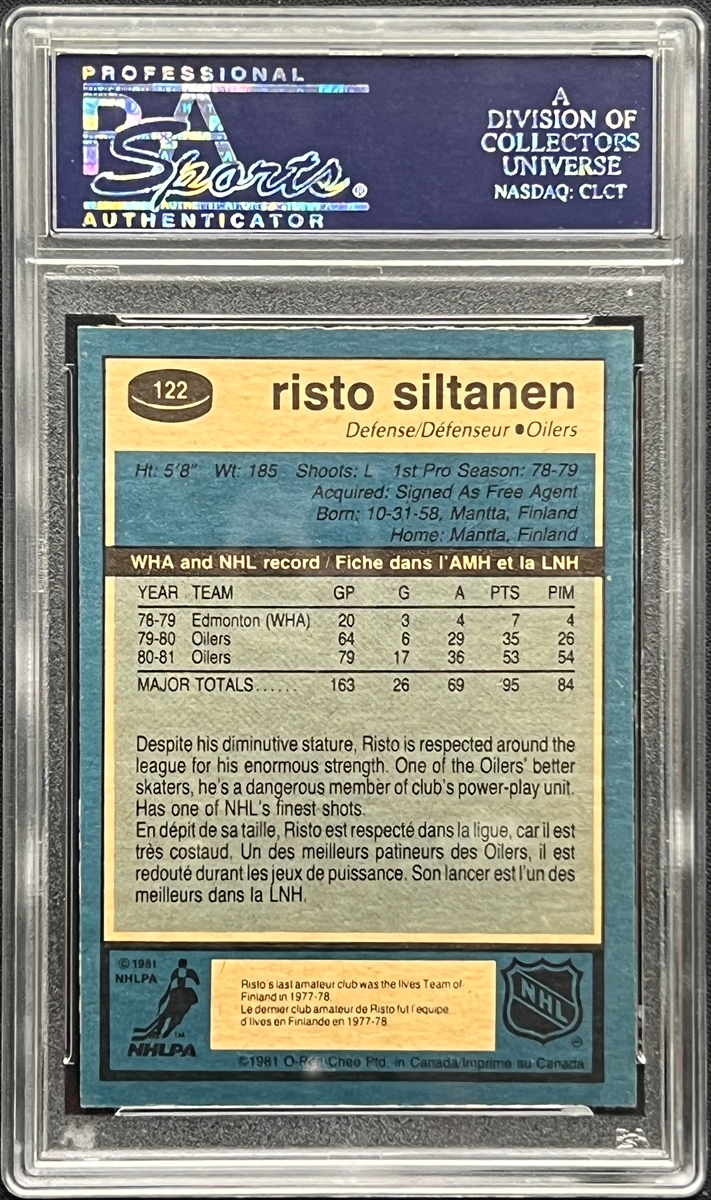 PROFESSIONAL
PSA
Sports®
AUTHENTICATOR
A
DIVISION OF
COLLECTORS
UNIVERSE
NASDAQ: CLCT
122
risto siltanen
Defense/Défenseur •Oilers
Ht: 5'8" Wt: 185 Shoots: L 1st Pro Season: 78-79
Acquired: Signed As Free Agent
Born: 10-31-58, Mantta, Finland
Home: Mantta, Finland
WHA and NHL record / Fiche dans l'AMH et la LNH
YEAR TEAM GP G A PTS PIM
78-79 Edmonton (WHA) 20 3 4 7 4
79-80 Oilers 64 6 29 35 26
80-81 Oilers 79 17 36 53 54
MAJOR TOTALS...... 163 26 69 95 84
Despite his diminutive stature, Risto is respected around the
league for his enormous strength. One of the Oilers' better
skaters, he's a dangerous member of club's power-play unit.
Has one of NHL's finest shots.
En dépit de sa taille, Risto est respecté dans la ligue, car il est
très costaud. Un des meilleurs patineurs des Oilers, il est
redouté durant les jeux de puissance. Son lancer est l'un des
meilleurs dans la LNH.
© 1981
NHLPA
NHLPA
TM
Risto's last amateur club was the Ilves Team of
Finland in 1977-78.
Le dernier club amateur de Risto fut l'équipe
d'Ilves en Finlande en 1977-78.
NHL
®
©1981 O-Pee-Chee Ptd. in Canada/Imprimé au Canada
PSA